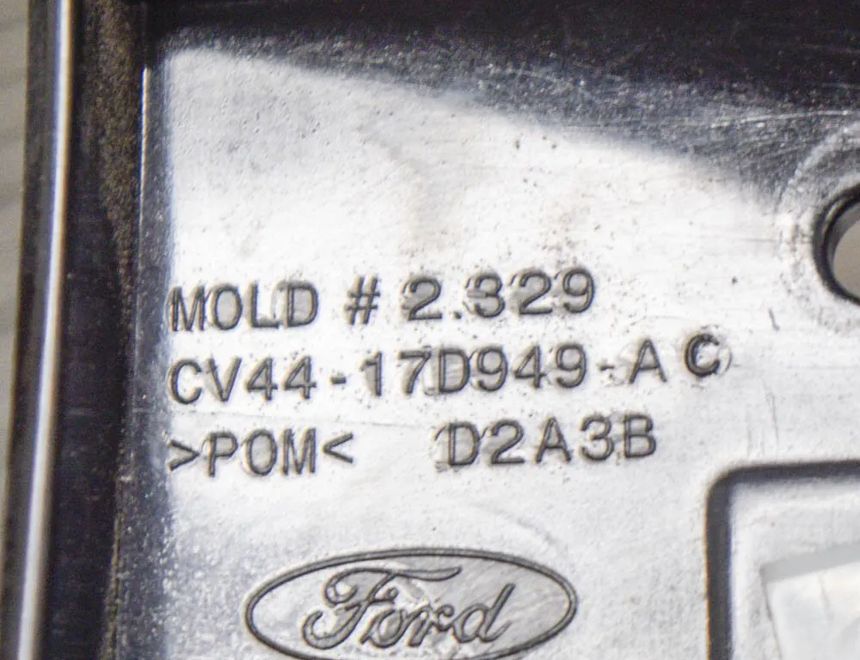 MOLD # 2.329
CV44-17D949-AC
>POM< D2A3B
Ford